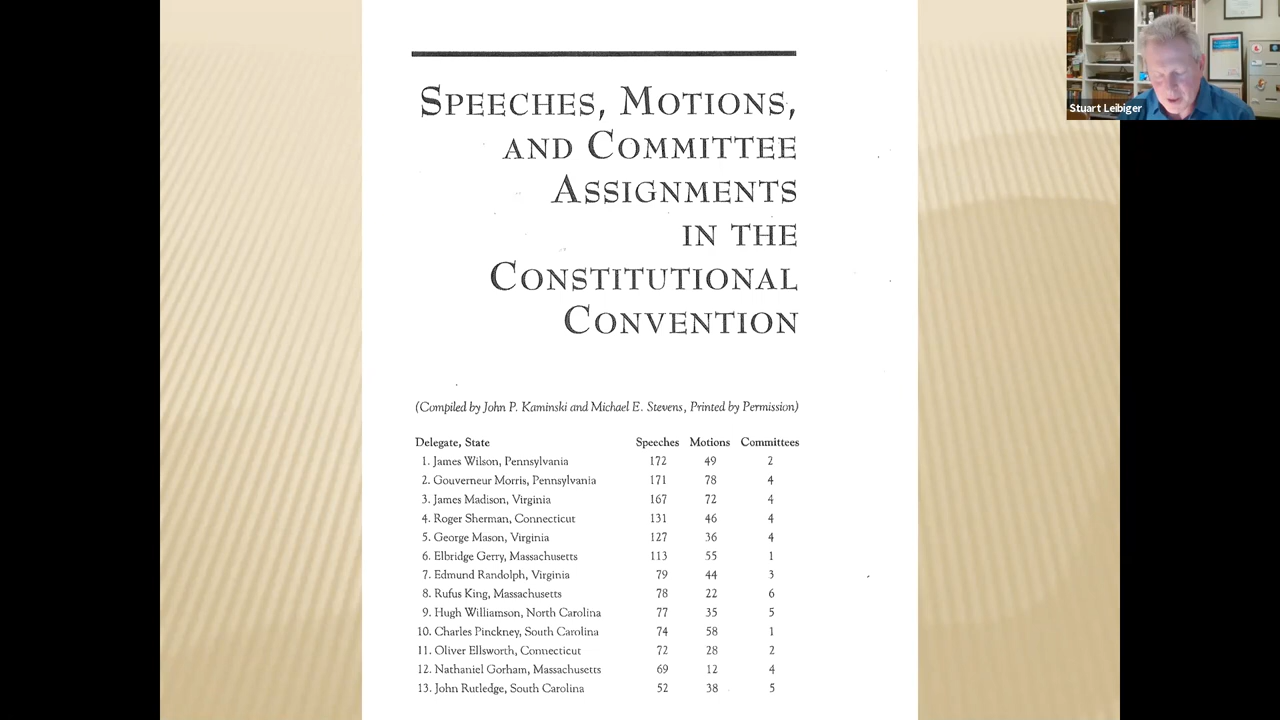 SPEECHES, MOTIONS,
AND COMMITTEE
ASSIGNMENTS
IN THE
CONSTITUTIONAL
CONVENTION
(Compiled by John P. Kaminski and Michael E. Stevens, Printed by Permission)
Delegate, State Speeches Motions Committees
1. James Wilson, Pennsylvania 172 49 2
2. Gouverneur Morris, Pennsylvania 171 78 4
3. James Madison, Virginia 167 72 4
4. Roger Sherman, Connecticut 131 46 4
5. George Mason, Virginia 127 36 4
6. Elbridge Gerry, Massachusetts 113 55 1
7. Edmund Randolph, Virginia 79 44 3
8. Rufus King, Massachusetts 78 22 6
9. Hugh Williamson, North Carolina 77 35 5
10. Charles Pinckney, South Carolina 74 58 1
11. Oliver Ellsworth, Connecticut 72 28 2
12. Nathaniel Gorham, Massachusetts 69 12 4
13. John Rutledge, South Carolina 52 38 5
Stuart Leibiger